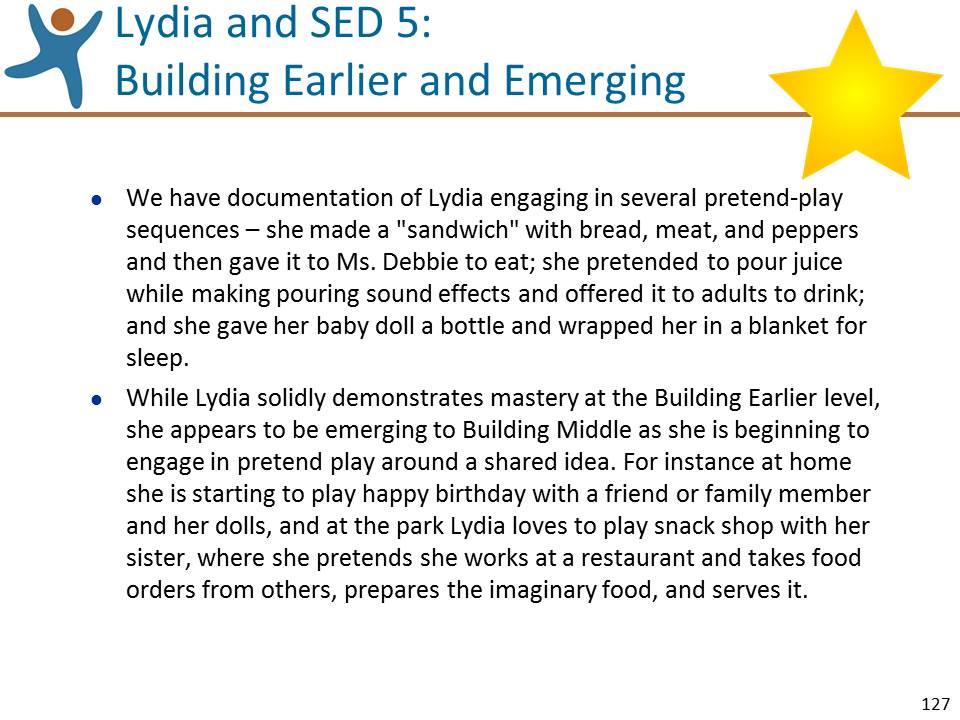 Lydia and SED 5:
Building Earlier and Emerging
● We have documentation of Lydia engaging in several pretend-play
sequences – she made a "sandwich" with bread, meat, and peppers
and then gave it to Ms. Debbie to eat; she pretended to pour juice
while making pouring sound effects and offered it to adults to drink;
and she gave her baby doll a bottle and wrapped her in a blanket for
sleep.
● While Lydia solidly demonstrates mastery at the Building Earlier level,
she appears to be emerging to Building Middle as she is beginning to
engage in pretend play around a shared idea. For instance at home
she is starting to play happy birthday with a friend or family member
and her dolls, and at the park Lydia loves to play snack shop with her
sister, where she pretends she works at a restaurant and takes food
orders from others, prepares the imaginary food, and serves it.
127